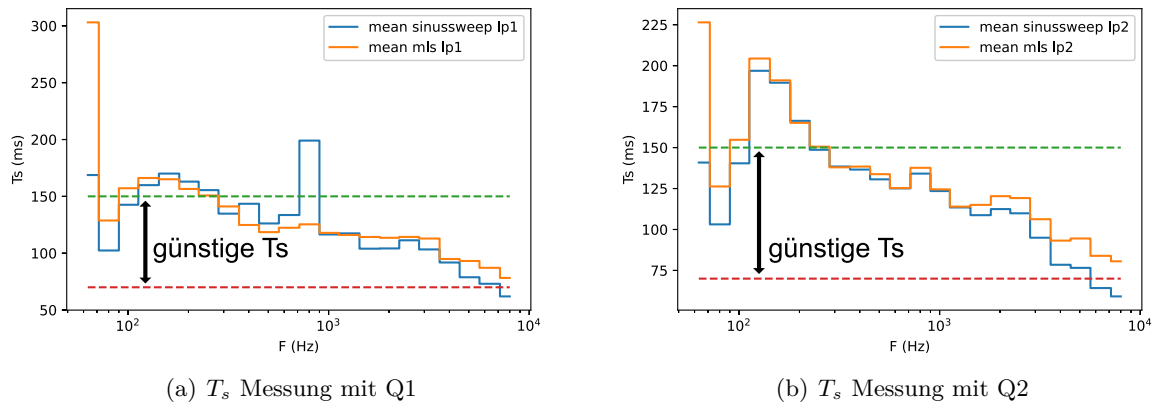 mean sinussweep lp1
mean mls lp1
300
250
200
150
100
50
Ts (ms)
günstige Ts
10²
10³
10⁴
F (Hz)
(a) Tₛ Messung mit Q1
mean sinussweep lp2
mean mls lp2
225
200
175
150
125
100
75
Ts (ms)
günstige Ts
10²
10³
10⁴
F (Hz)
(b) Tₛ Messung mit Q2